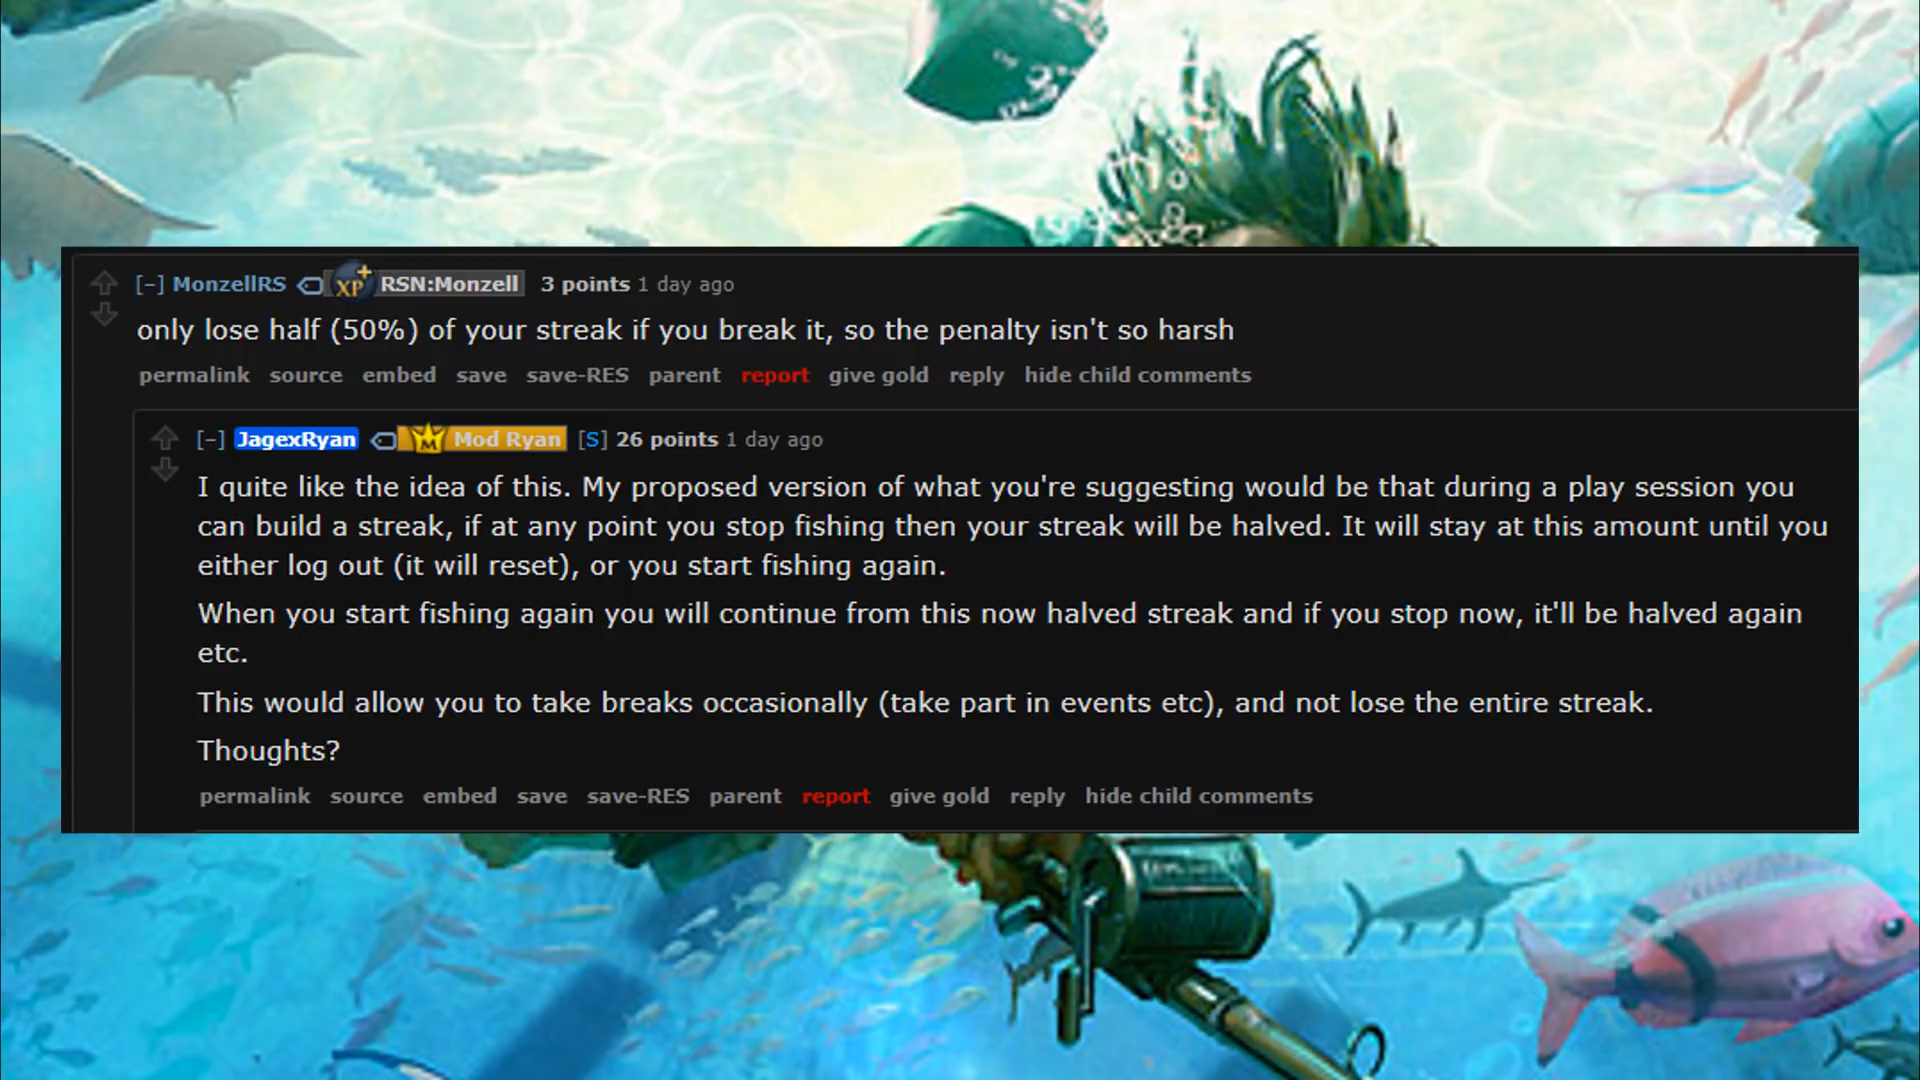 [–] MonzellRS XP RSN:Monzell 3 points 1 day ago
only lose half (50%) of your streak if you break it, so the penalty isn't so harsh
permalink source embed save save-RES parent report give gold reply hide child comments
[–] JagexRyan M Mod Ryan [S] 26 points 1 day ago
I quite like the idea of this. My proposed version of what you're suggesting would be that during a play session you
can build a streak, if at any point you stop fishing then your streak will be halved. It will stay at this amount until you
either log out (it will reset), or you start fishing again.
When you start fishing again you will continue from this now halved streak and if you stop now, it'll be halved again
etc.
This would allow you to take breaks occasionally (take part in events etc), and not lose the entire streak.
Thoughts?
permalink source embed save save-RES parent report give gold reply hide child comments